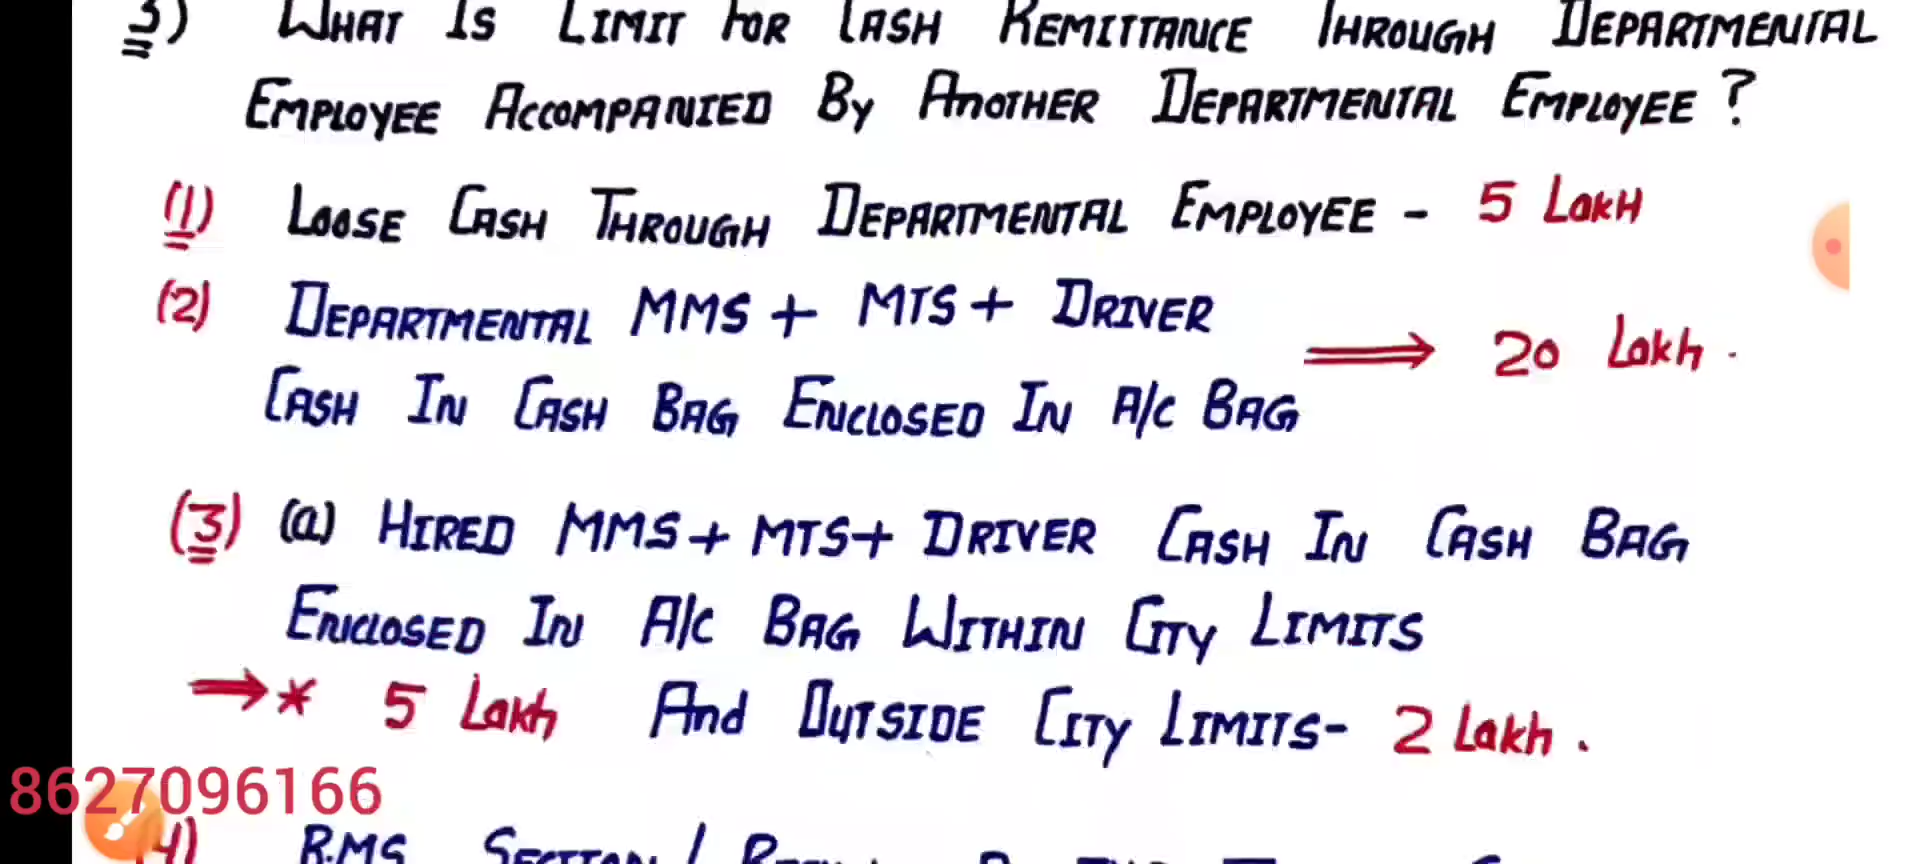 3) What Is Limit For Cash Remittance Through Departmental
Employee Accompanied By Another Departmental Employee ?
(1) Loose Cash Through Departmental Employee - 5 Lakh
(2) Departmental MMS + MTS + Driver
⟹ 20 Lakh .
Cash In Cash Bag Enclosed In A/c Bag
(3) (a) Hired MMS + MTS + Driver Cash In Cash Bag
Enclosed In A/c Bag Within City Limits
⟹ * 5 Lakh And Outside City Limits - 2 Lakh .
8627096166
(4) RMS Section /